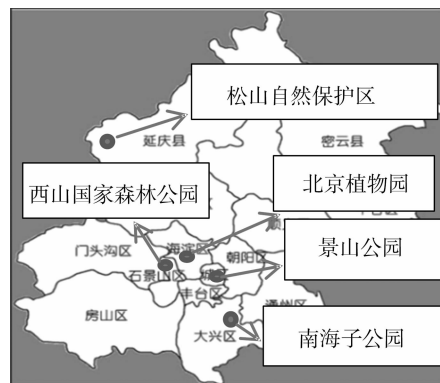 松山自然保护区
延庆县
密云县
西山国家森林公园
北京植物园
景山公园
门头沟区
海淀区
朝阳区
石景山区
城区
丰台区
房山区
大兴区
通州区
南海子公园